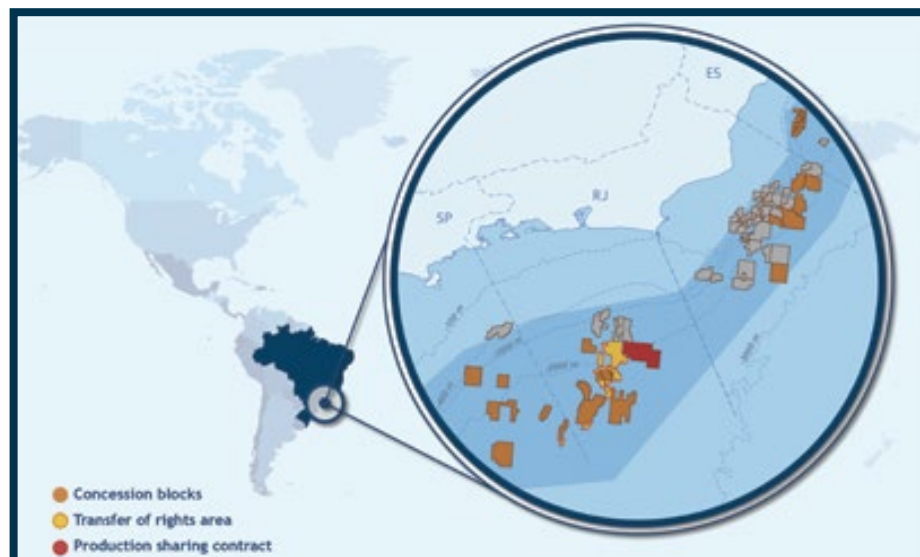 ES
RJ
SP
Concession blocks
Transfer of rights area
Production sharing contract